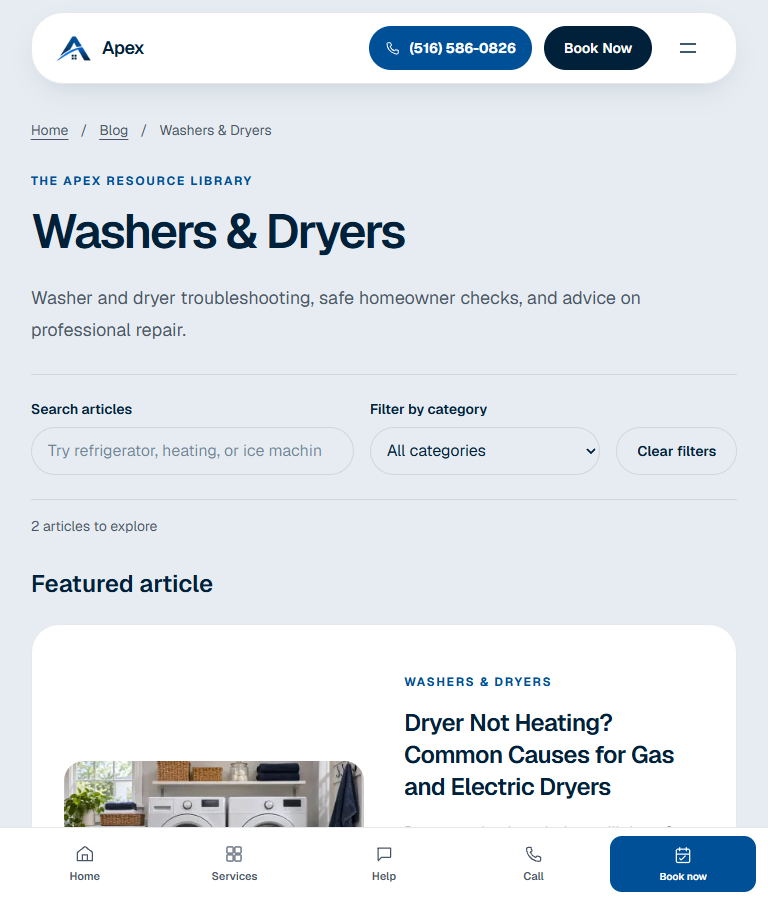 Apex
(516) 586-0826
Book Now
Home / Blog / Washers & Dryers
THE APEX RESOURCE LIBRARY
Washers & Dryers
Washer and dryer troubleshooting, safe homeowner checks, and advice on
professional repair.
Search articles
Filter by category
Try refrigerator, heating, or ice machin
All categories
Clear filters
2 articles to explore
Featured article
WASHERS & DRYERS
Dryer Not Heating?
Common Causes for Gas
and Electric Dryers
Home
Services
Help
Call
Book now